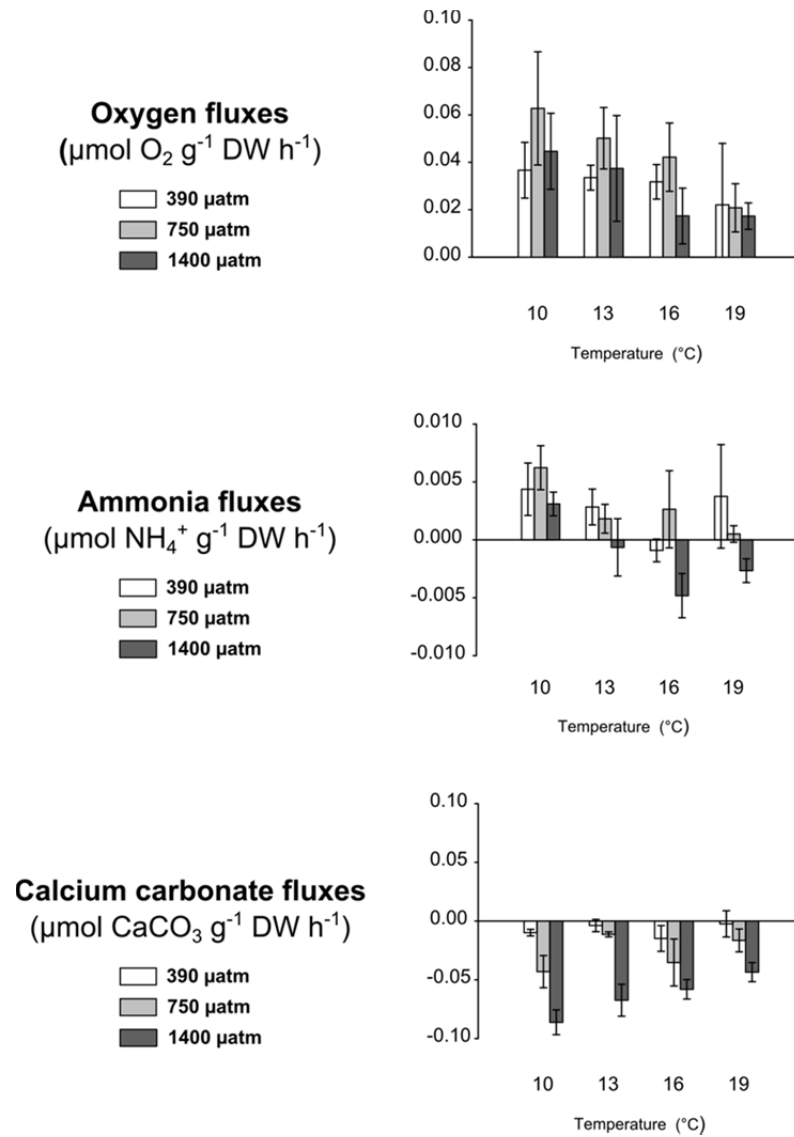 Oxygen fluxes
(µmol O₂ g⁻¹ DW h⁻¹)
390 µatm
750 µatm
1400 µatm
0.10
0.08
0.06
0.04
0.02
0.00
10 13 16 19
Temperature (°C)
Ammonia fluxes
(µmol NH₄⁺ g⁻¹ DW h⁻¹)
390 µatm
750 µatm
1400 µatm
0.010
0.005
0.000
-0.005
-0.010
10 13 16 19
Temperature (°C)
Calcium carbonate fluxes
(µmol CaCO₃ g⁻¹ DW h⁻¹)
390 µatm
750 µatm
1400 µatm
0.10
0.05
0.00
-0.05
-0.10
10 13 16 19
Temperature (°C)